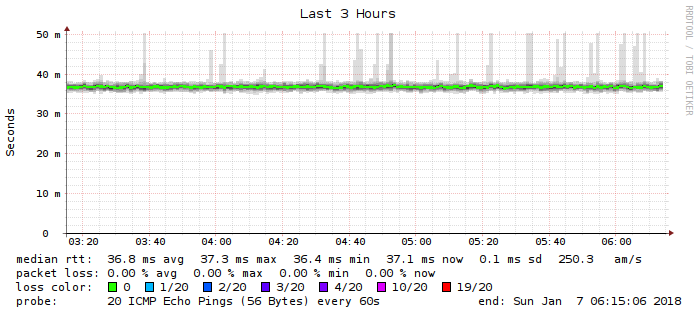 Last 3 Hours
RRDTOOL / TOBI OETIKER
Seconds
50 m
40 m
30 m
20 m
10 m
0
03:20 03:40 04:00 04:20 04:40 05:00 05:20 05:40 06:00
median rtt: 36.8 ms avg 37.3 ms max 36.4 ms min 37.1 ms now 0.1 ms sd 250.3 am/s
packet loss: 0.00 % avg 0.00 % max 0.00 % min 0.00 % now
loss color: 0 1/20 2/20 3/20 4/20 10/20 19/20
probe: 20 ICMP Echo Pings (56 Bytes) every 60s end: Sun Jan 7 06:15:06 2018